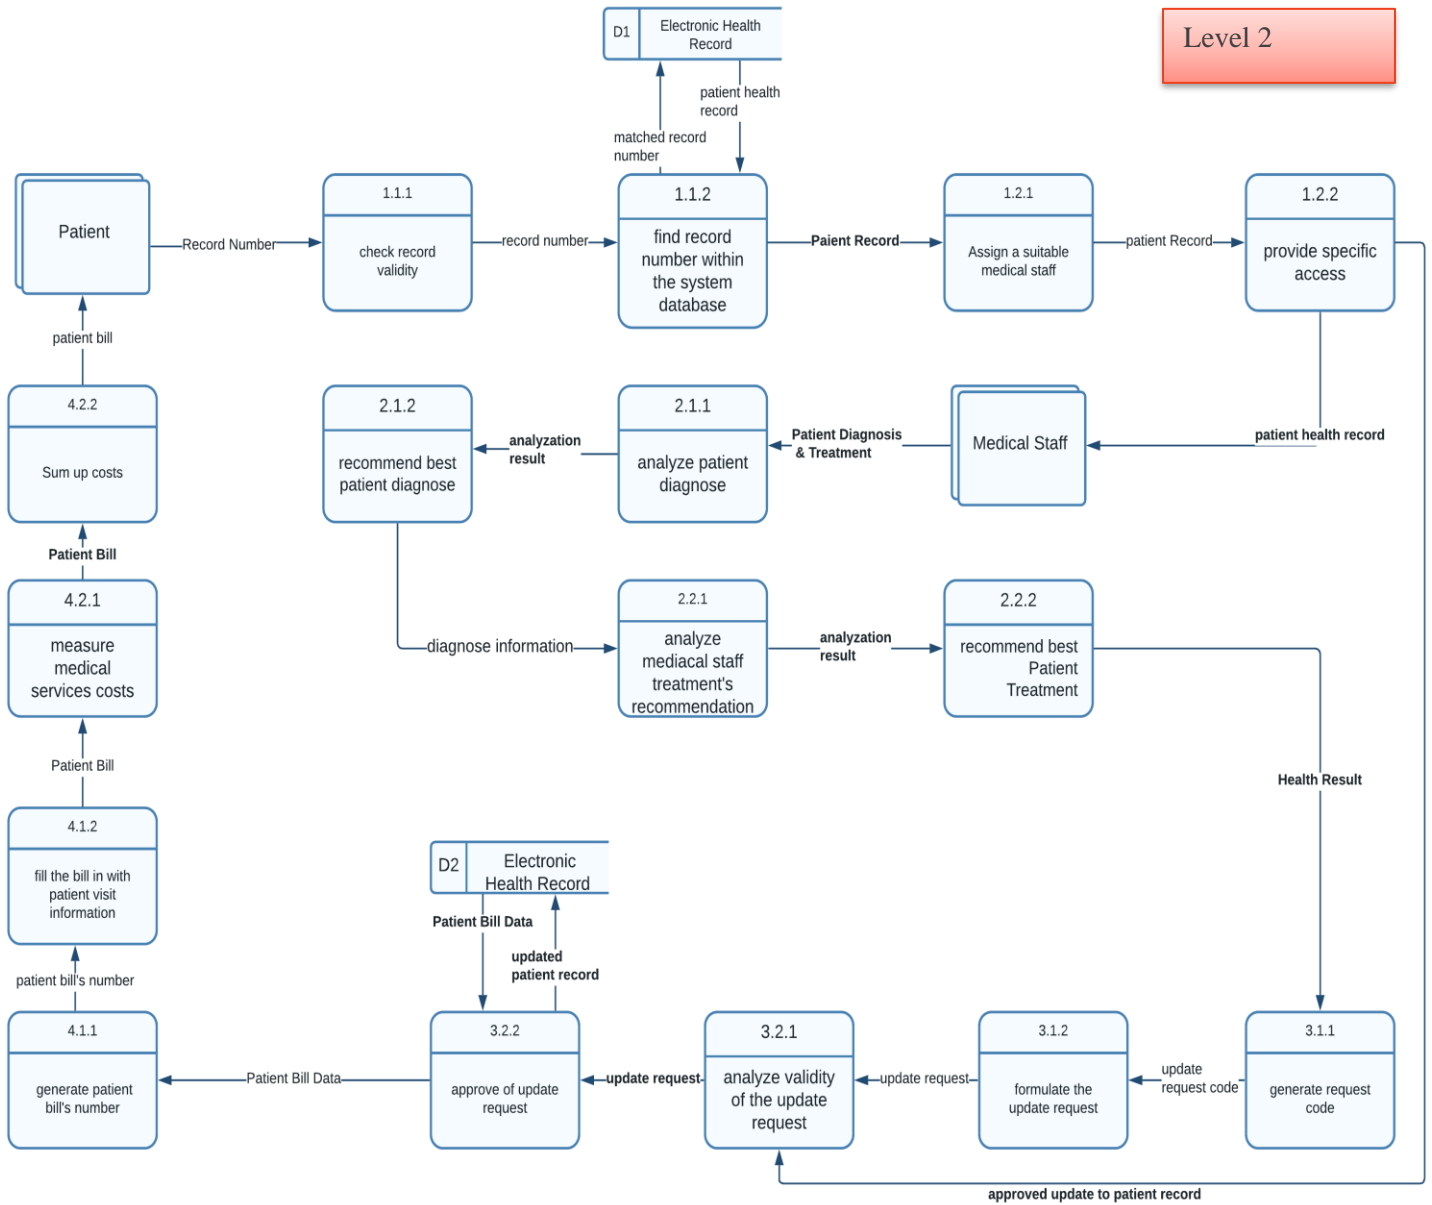 Level 2
D1
Electronic Health
Record
patient health
record
matched record
number
Patient
Record Number
1.1.1
check record
validity
record number
1.1.2
find record
number within
the system
database
Paient Record
1.2.1
Assign a suitable
medical staff
patient Record
1.2.2
provide specific
access
patient bill
4.2.2
Sum up costs
2.1.2
recommend best
patient diagnose
analyzation
result
2.1.1
analyze patient
diagnose
Patient Diagnosis
& Treatment
Medical Staff
patient health record
Patient Bill
4.2.1
measure
medical
services costs
diagnose information
2.2.1
analyze
mediacal staff
treatment's
recommendation
analyzation
result
2.2.2
recommend best
Patient
Treatment
Patient Bill
Health Result
4.1.2
fill the bill in with
patient visit
information
D2
Electronic
Health Record
Patient Bill Data
updated
patient record
patient bill's number
4.1.1
generate patient
bill's number
Patient Bill Data
3.2.2
approve of update
request
update request
3.2.1
analyze validity
of the update
request
update request
3.1.2
formulate the
update request
update
request code
3.1.1
generate request
code
approved update to patient record